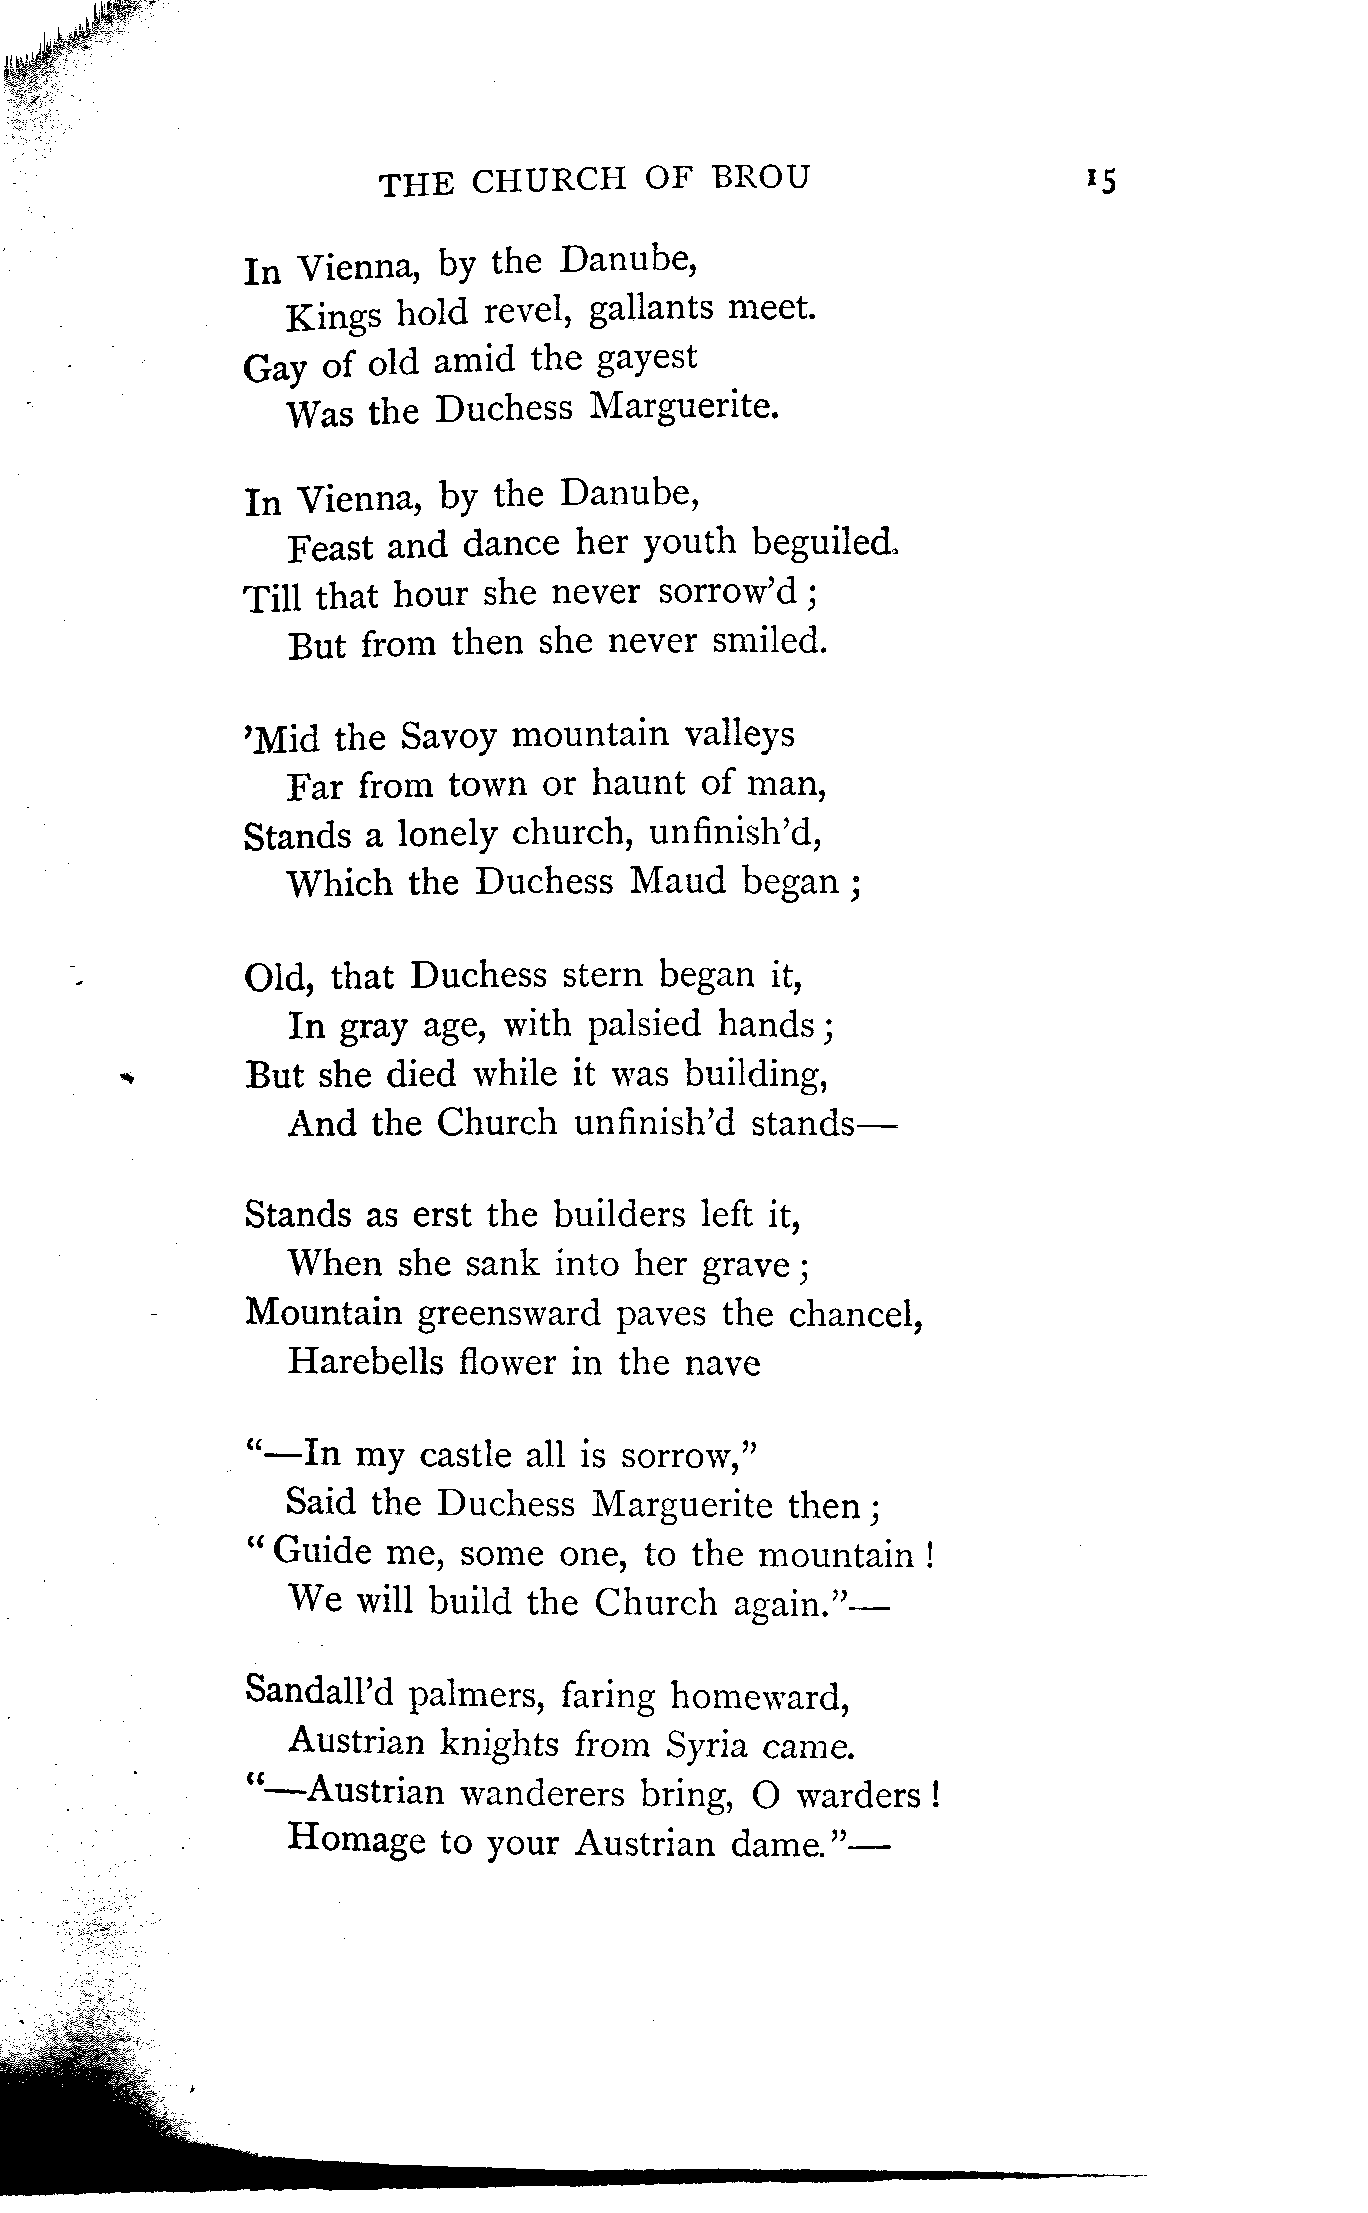 THE CHURCH OF BROU 15
In Vienna, by the Danube,
Kings hold revel, gallants meet.
Gay of old amid the gayest
Was the Duchess Marguerite.
In Vienna, by the Danube,
Feast and dance her youth beguiled.
Till that hour she never sorrow'd ;
But from then she never smiled.
'Mid the Savoy mountain valleys
Far from town or haunt of man,
Stands a lonely church, unfinish'd,
Which the Duchess Maud began ;
Old, that Duchess stern began it,
In gray age, with palsied hands ;
But she died while it was building,
And the Church unfinish'd stands—
Stands as erst the builders left it,
When she sank into her grave ;
Mountain greensward paves the chancel,
Harebells flower in the nave
“—In my castle all is sorrow,”
Said the Duchess Marguerite then ;
“Guide me, some one, to the mountain !
We will build the Church again.”—
Sandall'd palmers, faring homeward,
Austrian knights from Syria came.
“—Austrian wanderers bring, O warders !
Homage to your Austrian dame.”—